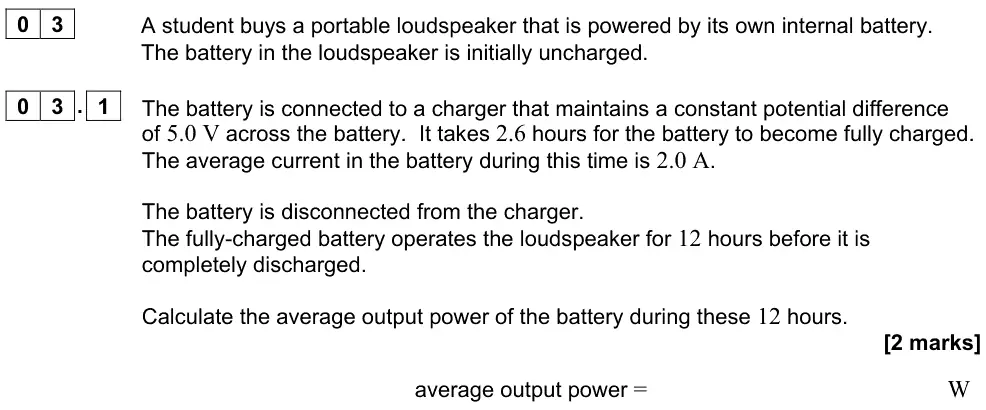 0 3 A student buys a portable loudspeaker that is powered by its own internal battery.
The battery in the loudspeaker is initially uncharged.
0 3 . 1 The battery is connected to a charger that maintains a constant potential difference
of 5.0 V across the battery. It takes 2.6 hours for the battery to become fully charged.
The average current in the battery during this time is 2.0 A.
The battery is disconnected from the charger.
The fully-charged battery operates the loudspeaker for 12 hours before it is
completely discharged.
Calculate the average output power of the battery during these 12 hours.
[2 marks]
average output power = W